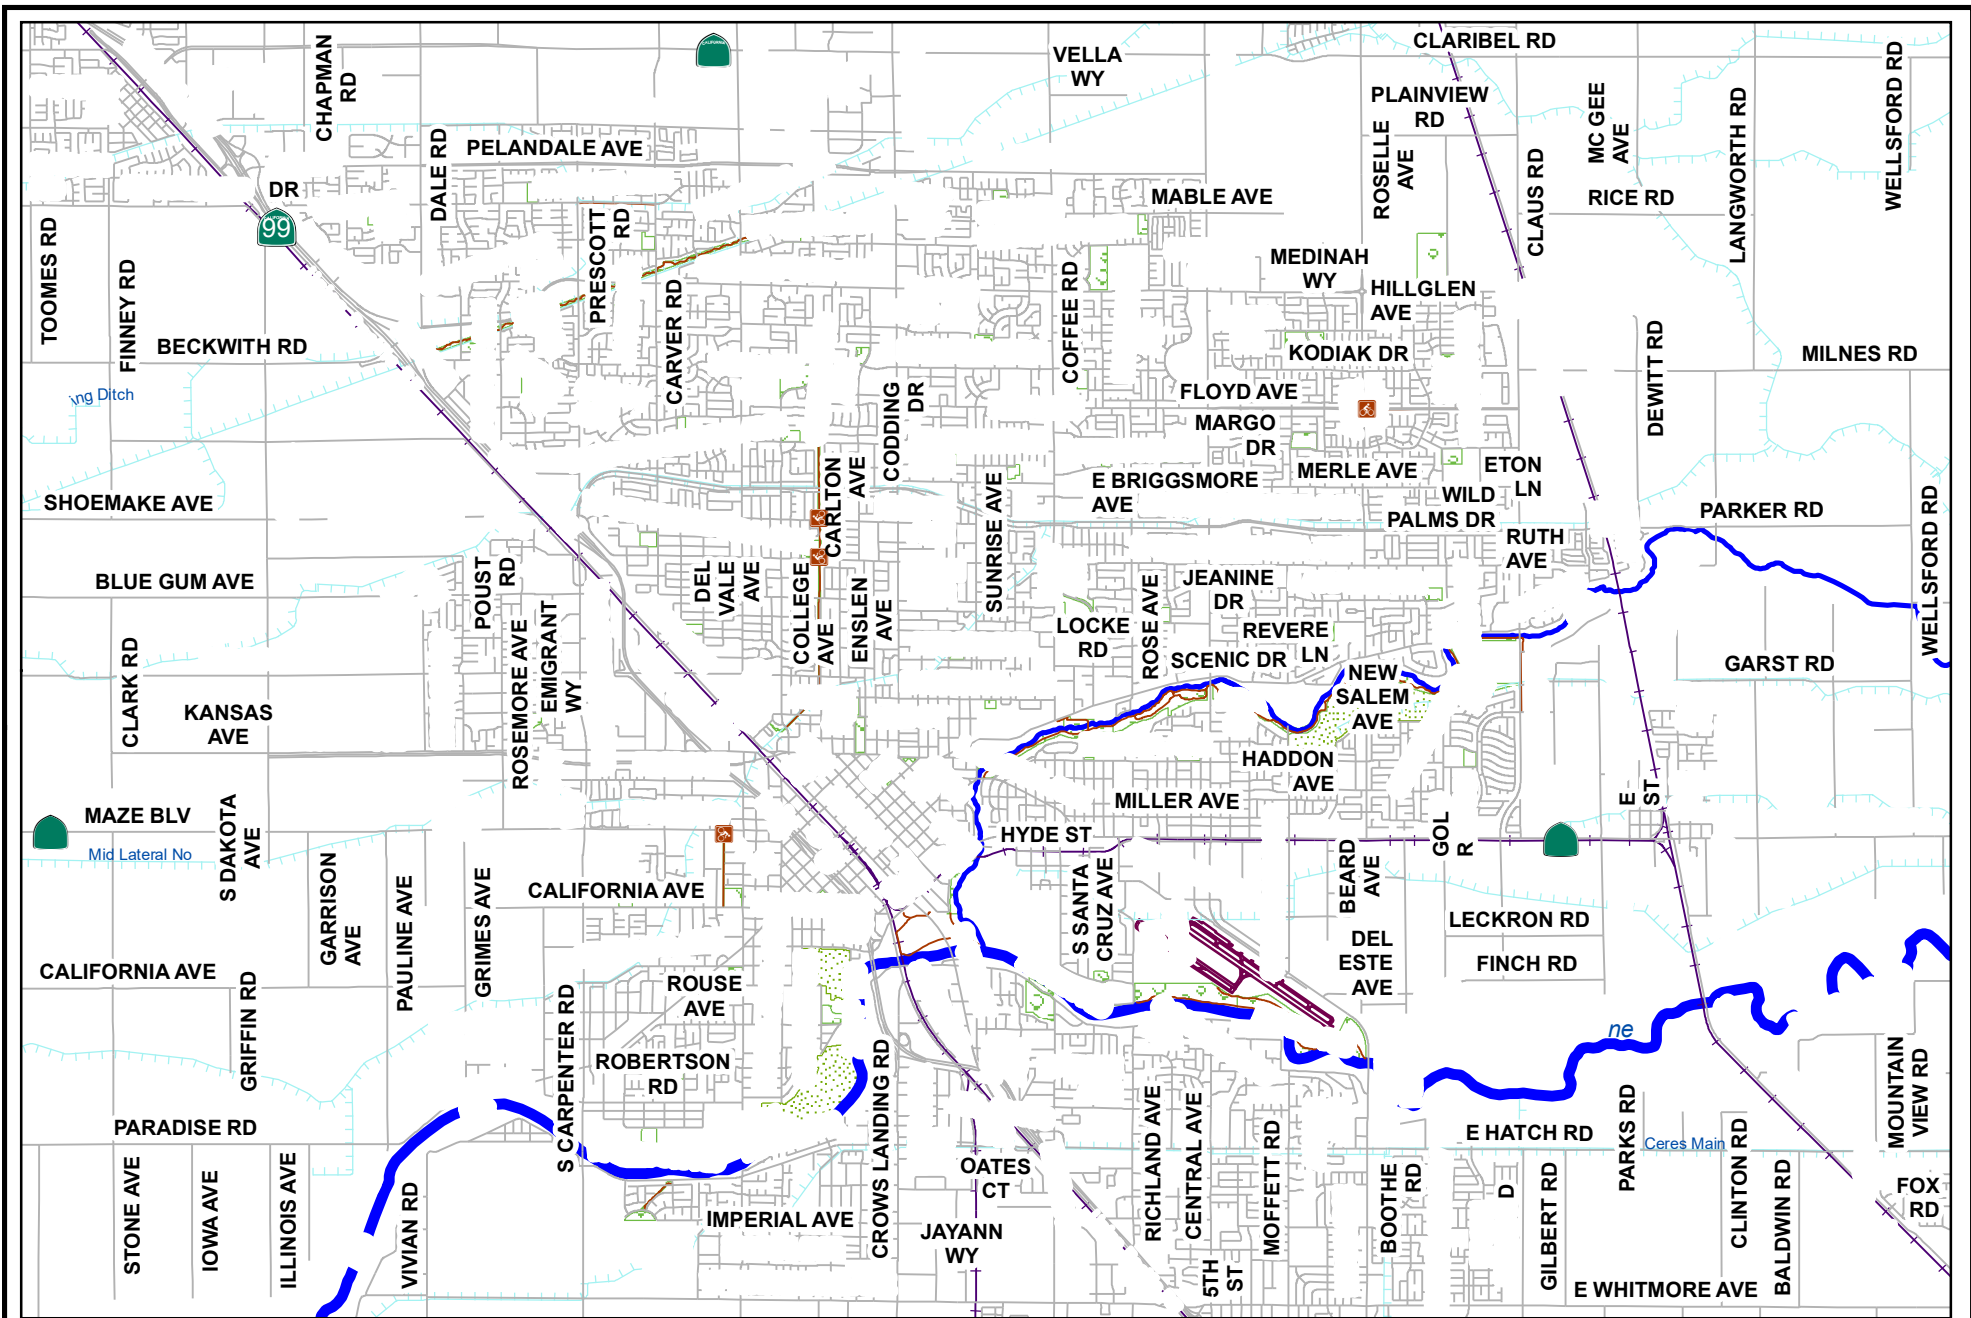 CLARIBEL RD
CHAPMAN
RD
VELLA
WY
WELLSFORD RD
PLAINVIEW
RD
MC GEE
AVE
LANGWORTH RD
DALE RD
PELANDALE AVE
ROSELLE
AVE
CLAUS RD
DR
99
MABLE AVE
RICE RD
TOOMES RD
FINNEY RD
PRESCOTT
RD
CARVER RD
COFFEE RD
MEDINAH
WY
HILLGLEN
AVE
BECKWITH RD
KODIAK DR
DEWITT RD
MILNES RD
ing Ditch
CODDING
DR
FLOYD AVE
MARGO
DR
MERLE AVE
ETON
LN
E BRIGGSMORE
AVE
WILD
PALMS DR
SHOEMAKE AVE
CARLTON
AVE
SUNRISE AVE
PARKER RD
WELLSFORD RD
RUTH
AVE
BLUE GUM AVE
POUST
RD
DEL
VALE
AVE
COLLEGE
AVE
ENSLEN
AVE
JEANINE
DR
ROSE AVE
LOCKE
RD
REVERE
LN
SCENIC DR
GARST RD
CLARK RD
ROSEMORE AVE
EMIGRANT
WY
NEW
SALEM
AVE
KANSAS
AVE
HADDON
AVE
MAZE BLV
S DAKOTA
AVE
MILLER AVE
E
ST
HYDE ST
Mid Lateral No
BEARD
AVE
GOL
R
GARRISON
AVE
PAULINE AVE
GRIMES AVE
CALIFORNIA AVE
S SANTA
CRUZ AVE
LECKRON RD
DEL
ESTE
AVE
FINCH RD
CALIFORNIA AVE
GRIFFIN RD
S CARPENTER RD
ROUSE
AVE
ne
ROBERTSON
RD
CROWS LANDING RD
MOUNTAIN
VIEW RD
PARADISE RD
RICHLAND AVE
CENTRAL AVE
MOFFETT RD
E HATCH RD
PARKS RD
Ceres Main
CLINTON RD
STONE AVE
IOWA AVE
ILLINOIS AVE
VIVIAN RD
OATES
CT
BOOTHE
RD
D
GILBERT RD
BALDWIN RD
FOX
RD
IMPERIAL AVE
JAYANN
WY
5TH
ST
E WHITMORE AVE